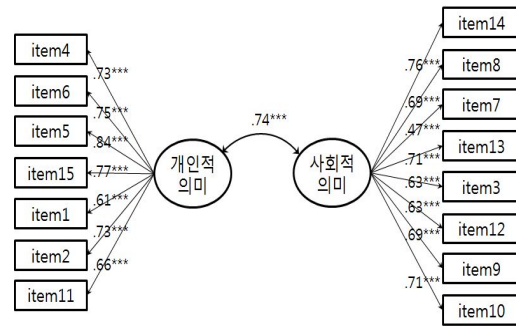 item4
item6
item5
item15
item1
item2
item11
.73***
.75***
.84***
.77***
.61***
.73***
.66***
개인적
의미
.74***
사회적
의미
.76***
.69***
.47***
.71***
.63***
.63***
.69***
.71***
item14
item8
item7
item13
item3
item12
item9
item10